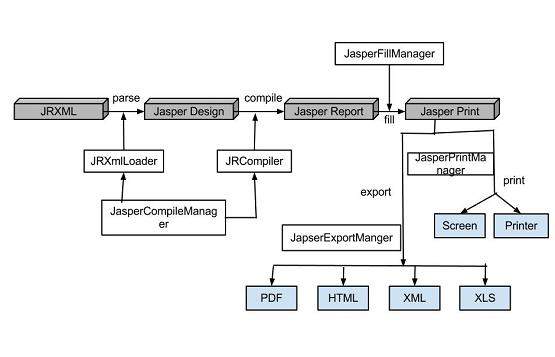 JasperFillManager
parse
compile
JRXML
Jasper Design
Jasper Report
fill
Jasper Print
JRXmlLoader
JRCompiler
JasperPrintMa
nager
print
export
JasperCompileManag
er
Screen
Printer
JapserExportManger
PDF
HTML
XML
XLS